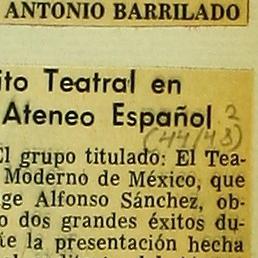 ANTONIO BARRILADO
ito Teatral en
Ateneo Español 2
(44/48)
El grupo titulado: El Tea-
Moderno de México, que
ge Alfonso Sánchez, ob-
o dos grandes éxitos du-
te la presentación hecha